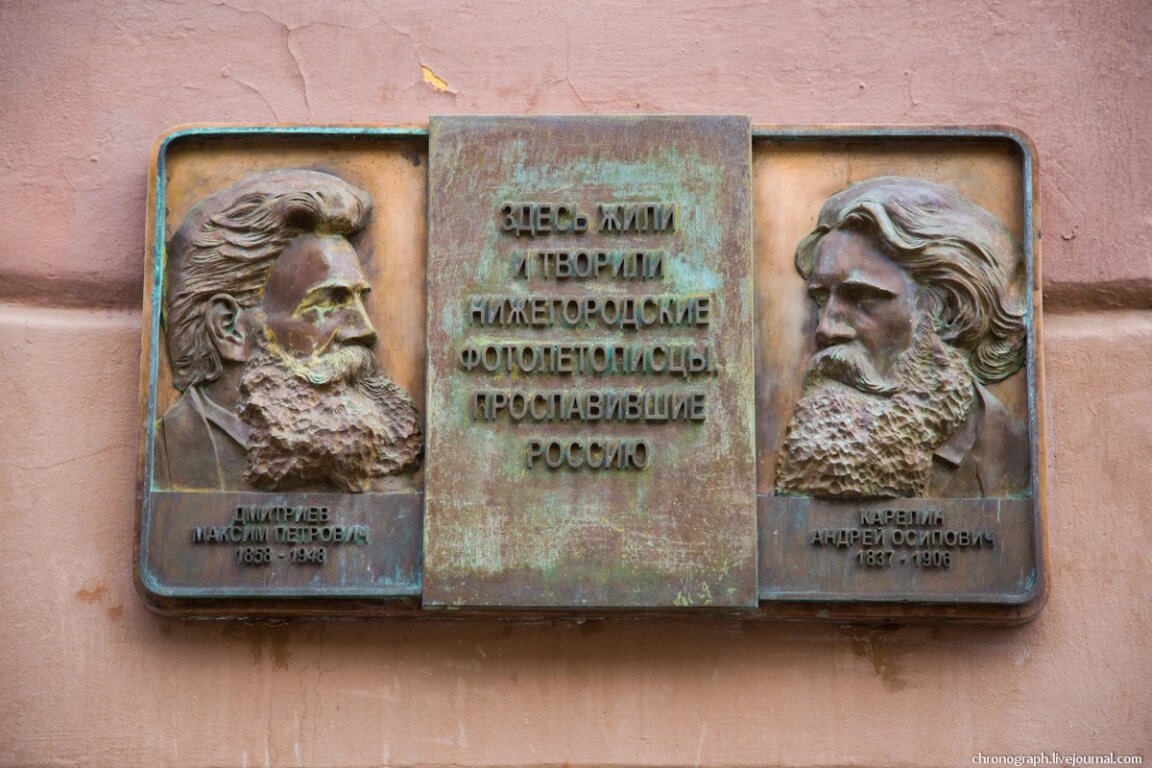 ЗДЕСЬ ЖИЛИ
И ТВОРИЛИ
НИЖЕГОРОДСКИЕ
ФОТОЛЕТОПИСЦЫ,
ПРОСЛАВИВШИЕ
РОССИЮ
ДМИТРИЕВ
МАКСИМ ПЕТРОВИЧ
1858 - 1948
КАРЕЛИН
АНДРЕЙ ОСИПОВИЧ
1837 - 1906
chronograph.livejournal.com